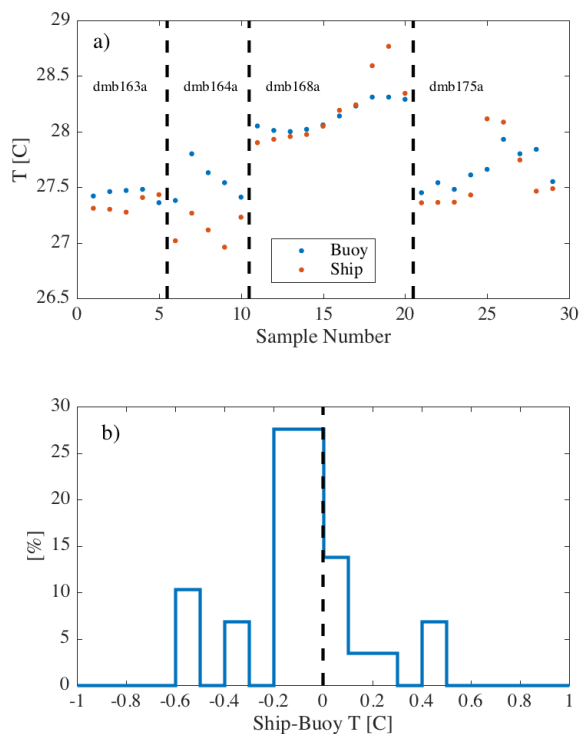 a)
dmb163a dmb164a dmb168a dmb175a
T [C]
29
28.5
28
27.5
27
26.5
Buoy
Ship
0 5 10 15 20 25 30
Sample Number
b)
[%]
30
25
20
15
10
5
0
-1 -0.8 -0.6 -0.4 -0.2 0 0.2 0.4 0.6 0.8 1
Ship-Buoy T [C]